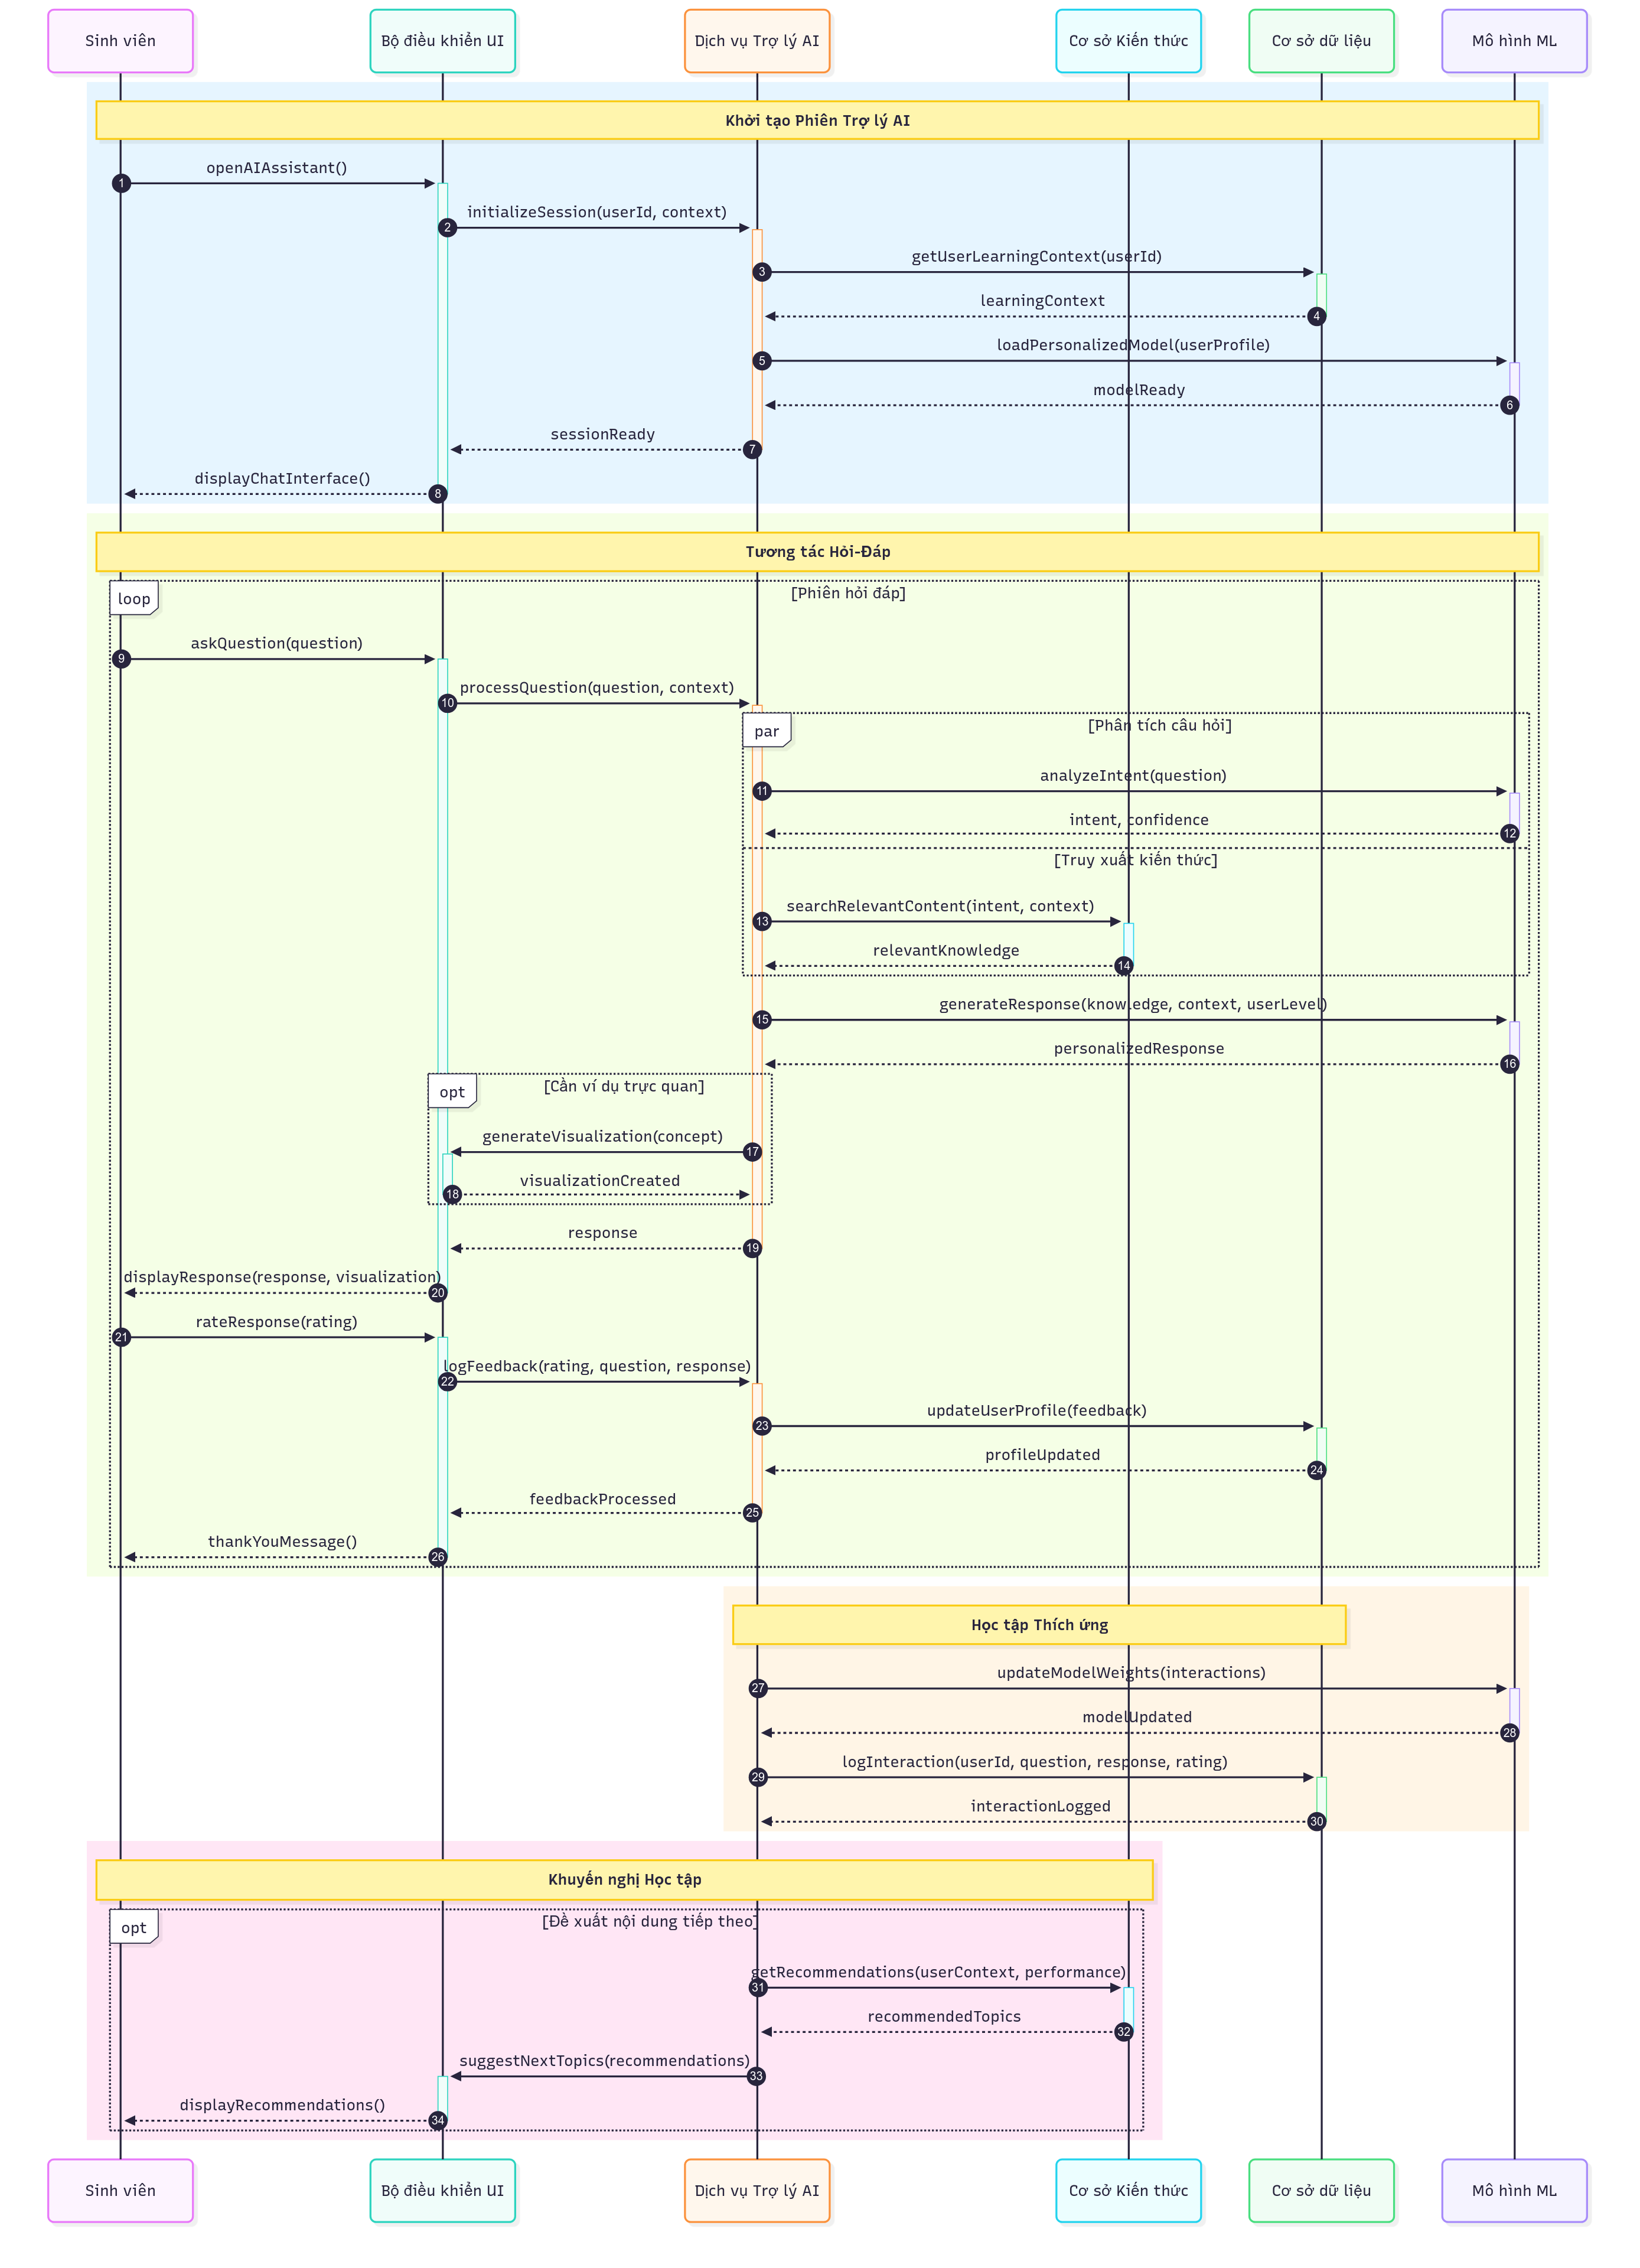 Sinh viên
Bộ điều khiển UI
Dịch vụ Trợ lý AI
Cơ sở Kiến thức
Cơ sở dữ liệu
Mô hình ML
Khởi tạo Phiên Trợ lý AI
openAIAssistant()
1
initializeSession(userId, context)
2
getUserLearningContext(userId)
3
learningContext
4
loadPersonalizedModel(userProfile)
5
modelReady
6
sessionReady
7
displayChatInterface()
8
Tương tác Hỏi-Đáp
loop
[Phiên hỏi đáp]
askQuestion(question)
9
processQuestion(question, context)
10
par
[Phân tích câu hỏi]
analyzeIntent(question)
11
intent, confidence
12
[Truy xuất kiến thức]
searchRelevantContent(intent, context)
13
relevantKnowledge
14
generateResponse(knowledge, context, userLevel)
15
personalizedResponse
16
opt
[Cần ví dụ trực quan]
generateVisualization(concept)
17
visualizationCreated
18
response
19
displayResponse(response, visualization)
20
rateResponse(rating)
21
logFeedback(rating, question, response)
22
updateUserProfile(feedback)
23
profileUpdated
24
feedbackProcessed
25
thankYouMessage()
26
Học tập Thích ứng
updateModelWeights(interactions)
27
modelUpdated
28
logInteraction(userId, question, response, rating)
29
interactionLogged
30
Khuyến nghị Học tập
opt
[Đề xuất nội dung tiếp theo]
getRecommendations(userContext, performance)
31
recommendedTopics
32
suggestNextTopics(recommendations)
33
displayRecommendations()
34
Sinh viên
Bộ điều khiển UI
Dịch vụ Trợ lý AI
Cơ sở Kiến thức
Cơ sở dữ liệu
Mô hình ML